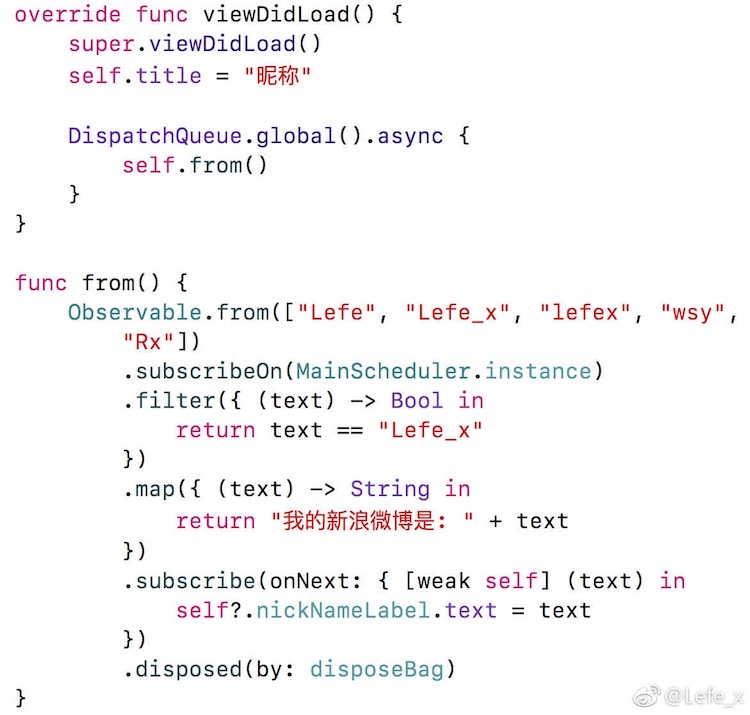 override func viewDidLoad() {
    super.viewDidLoad()
    self.title = "昵称"

    DispatchQueue.global().async {
        self.from()
    }
}

func from() {
    Observable.from(["Lefe", "Lefe_x", "lefex", "wsy",
        "Rx"])
        .subscribeOn(MainScheduler.instance)
        .filter({ (text) -> Bool in
            return text == "Lefe_x"
        })
        .map({ (text) -> String in
            return "我的新浪微博是: " + text
        })
        .subscribe(onNext: { [weak self] (text) in
            self?.nickNameLabel.text = text
        })
        .disposed(by: disposeBag)
}
@Lefe_x